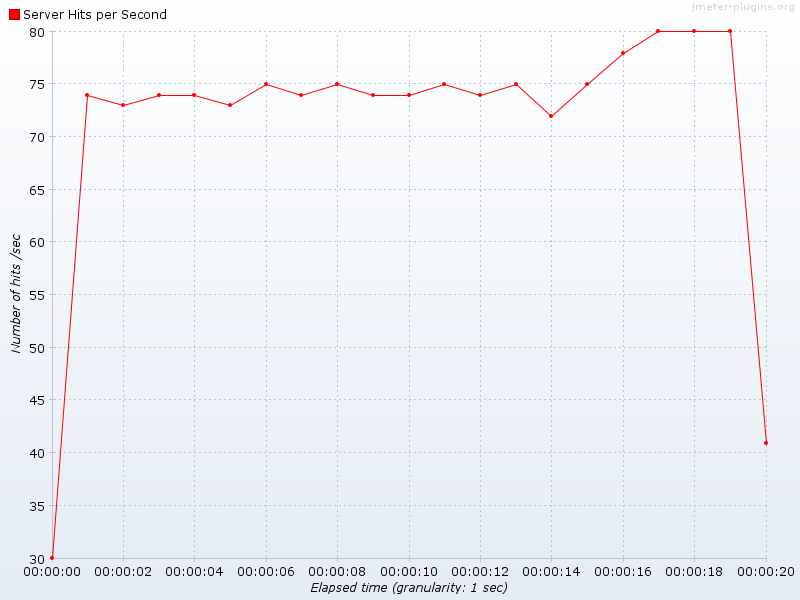 jmeter-plugins.org
Server Hits per Second
80
75
70
65
60
55
50
45
40
35
30
Number of hits /sec
00:00:00 00:00:02 00:00:04 00:00:06 00:00:08 00:00:10 00:00:12 00:00:14 00:00:16 00:00:18 00:00:20
Elapsed time (granularity: 1 sec)